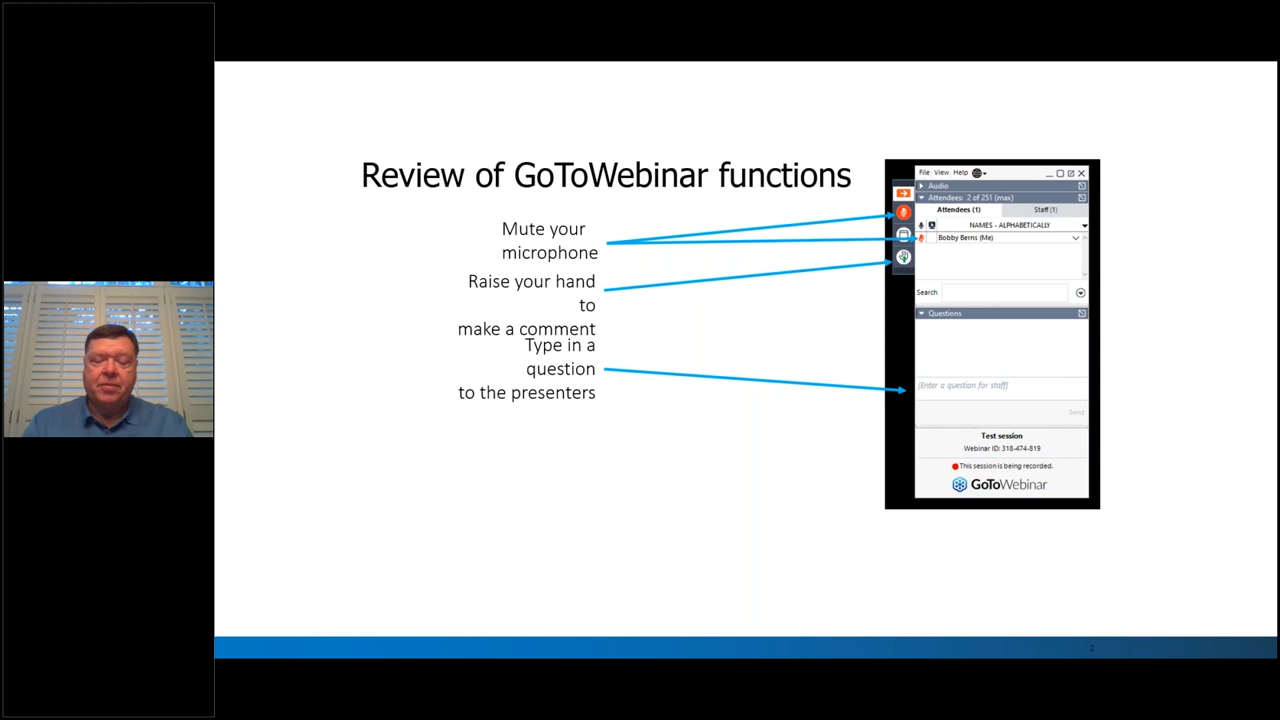 Review of GoToWebinar functions
Mute your
microphone
Raise your hand
to
make a comment
Type in a
question
to the presenters
File View Help
Audio
Attendees: 2 of 251 (max)
Attendees (1) Staff (1)
NAMES - ALPHABETICALLY
Bobby Berns (Me)
Search
Questions
[Enter a question for staff]
Send
Test session
Webinar ID: 318-474-819
This session is being recorded.
GoToWebinar
2